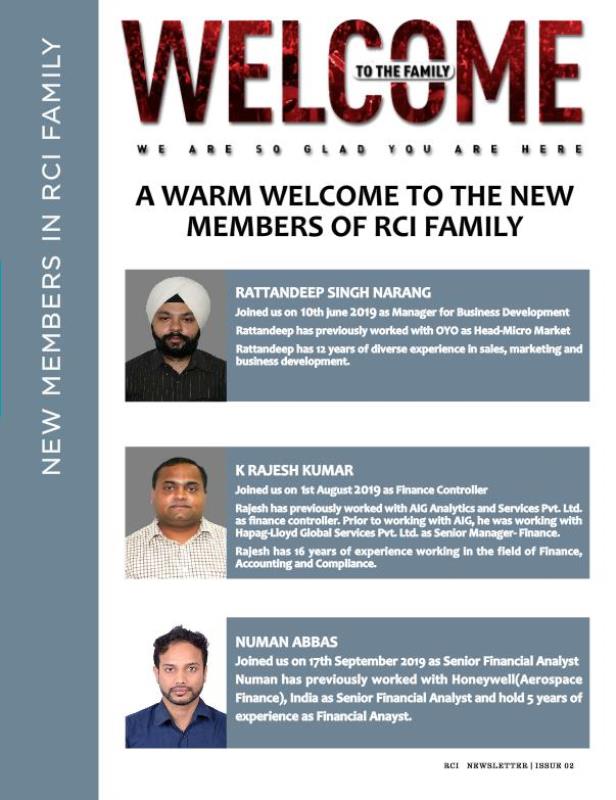 NEW MEMBERS IN RCI FAMILY
WELCOME
TO THE FAMILY
WE ARE SO GLAD YOU ARE HERE
A WARM WELCOME TO THE NEW
MEMBERS OF RCI FAMILY
RATTANDEEP SINGH NARANG
Joined us on 10th june 2019 as Manager for Business Development
Rattandeep has previously worked with OYO as Head-Micro Market
Rattandeep has 12 years of diverse experience in sales, marketing and
business development.
K RAJESH KUMAR
Joined us on 1st August 2019 as Finance Controller
Rajesh has previously worked with AIG Analytics and Services Pvt. Ltd.
as finance controller. Prior to working with AIG, he was working with
Hapag-Lloyd Global Services Pvt. Ltd. as Senior Manager- Finance.
Rajesh has 16 years of experience working in the field of Finance,
Accounting and Compliance.
NUMAN ABBAS
Joined us on 17th September 2019 as Senior Financial Analyst
Numan has previously worked with Honeywell(Aerospace
Finance), India as Senior Financial Analyst and hold 5 years of
experience as Financial Anayst.
RCI NEWSLETTER | ISSUE 02